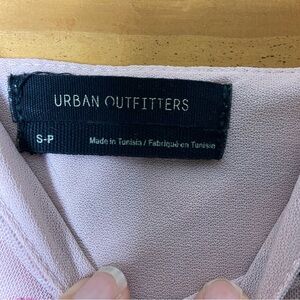 URBAN OUTFITTERS
S-P
Made in Tunisia / Fabriqué en Tunisie